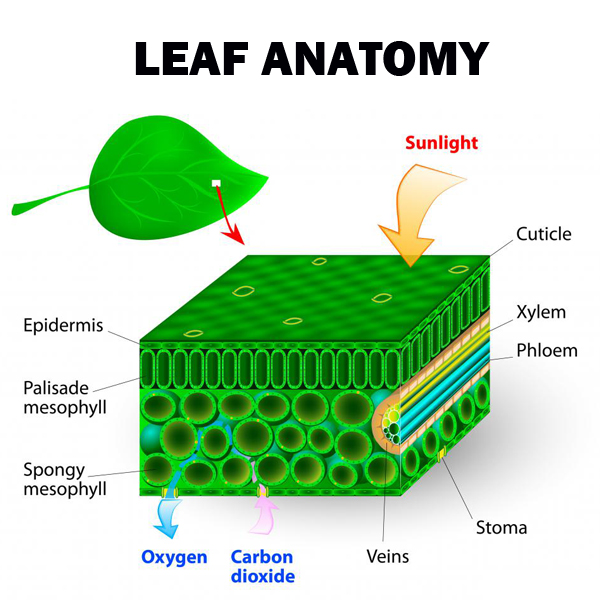 LEAF ANATOMY
Sunlight
Cuticle
Xylem
Phloem
Epidermis
Palisade
mesophyll
Spongy
mesophyll
Stoma
Veins
Oxygen
Carbon
dioxide